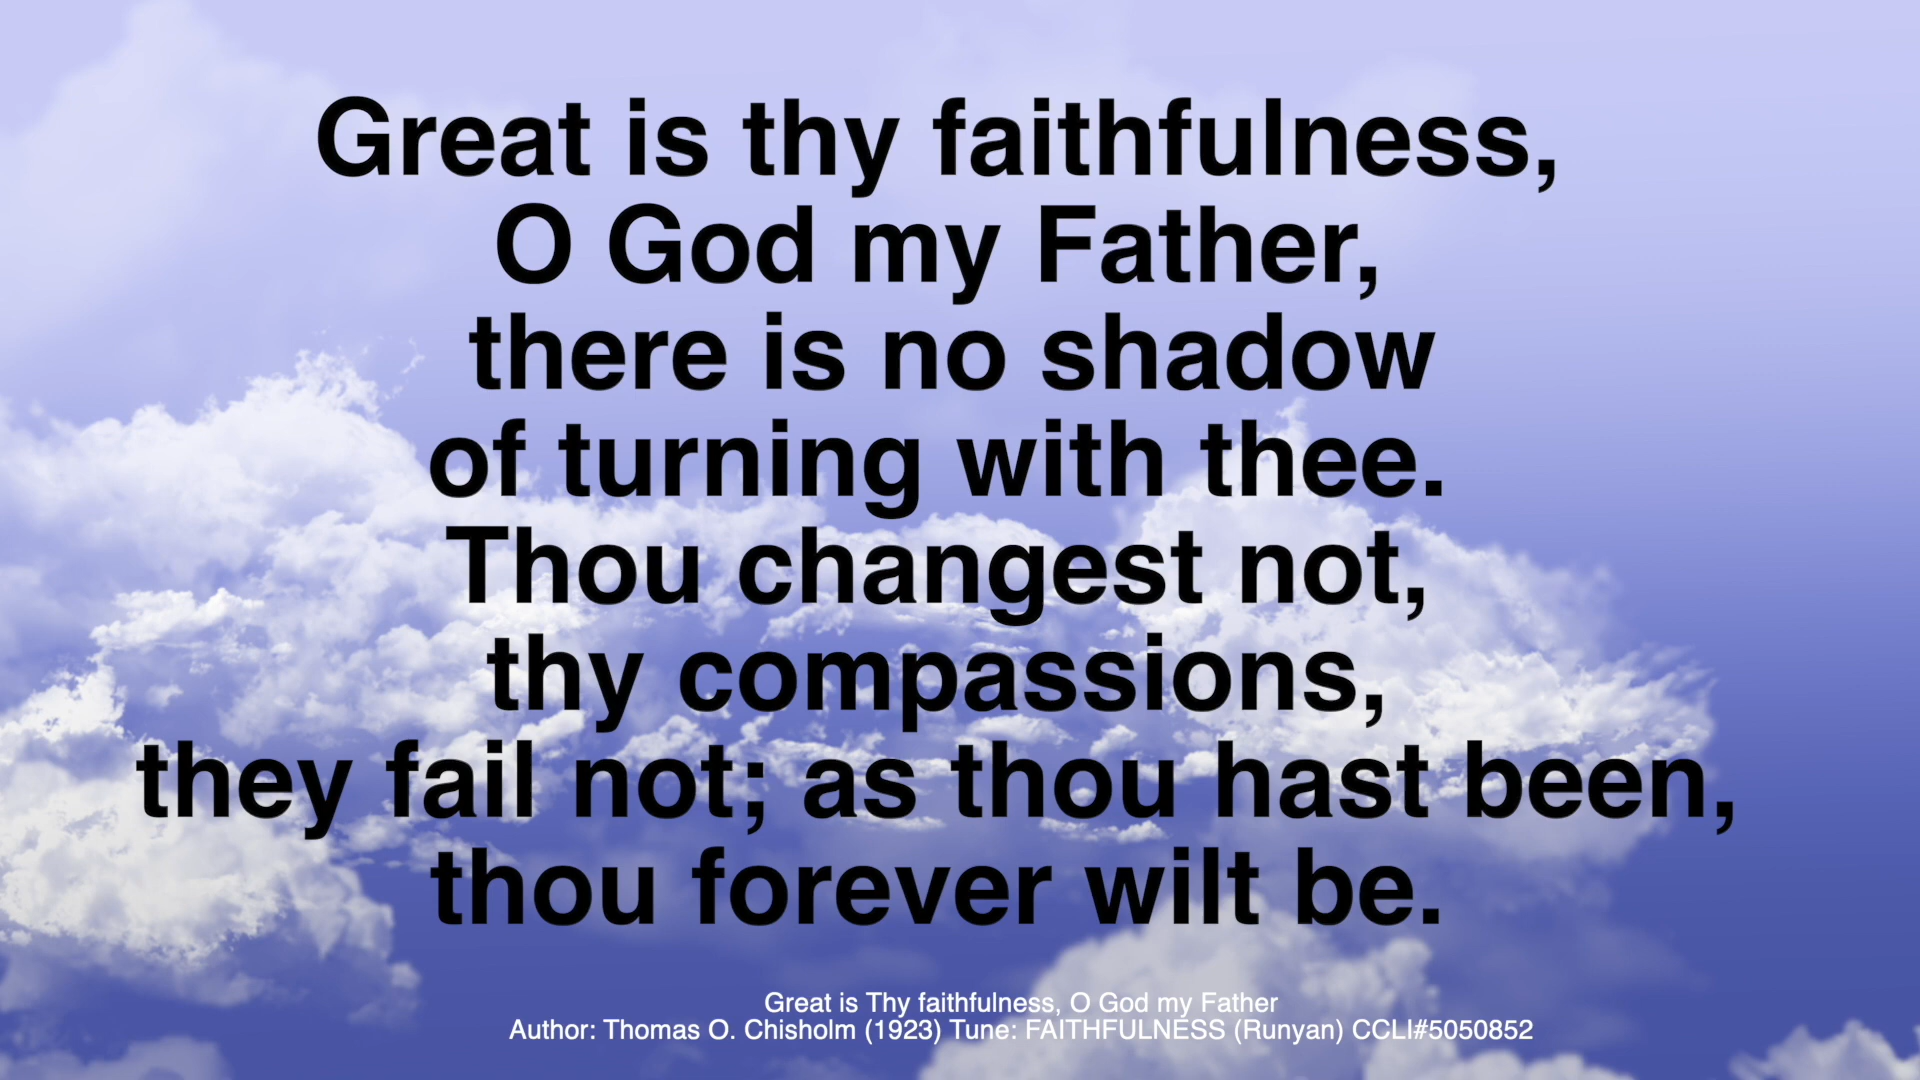 Great is thy faithfulness,
O God my Father,
there is no shadow
of turning with thee.
Thou changest not,
thy compassions,
they fail not; as thou hast been,
thou forever wilt be.
Great is Thy faithfulness, O God my Father
Author: Thomas O. Chisholm (1923) Tune: FAITHFULNESS (Runyan) CCLI#5050852